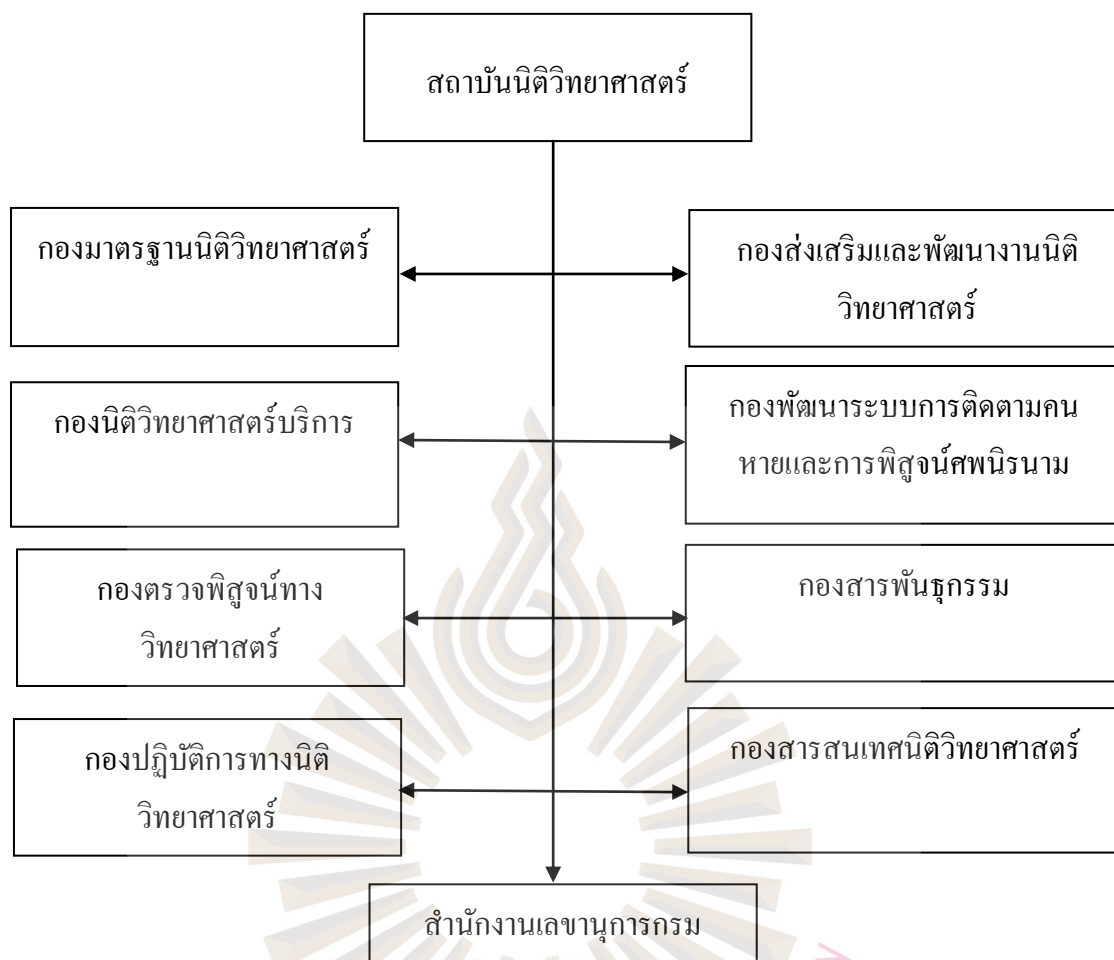 สถาบันนิติวิทยาศาสตร์
กองมาตรฐานนิติวิทยาศาสตร์
กองส่งเสริมและพัฒนางานนิติ
วิทยาศาสตร์
กองนิติวิทยาศาสตร์บริการ
กองพัฒนาระบบการติดตามคน
หายและการพิสูจน์ศพนิรนาม
กองตรวจพิสูจน์ทาง
วิทยาศาสตร์
กองสารพันธุกรรม
กองปฏิบัติการทางนิติ
วิทยาศาสตร์
กองสารสนเทศนิติวิทยาศาสตร์
สำนักงานเลขานุการกรม